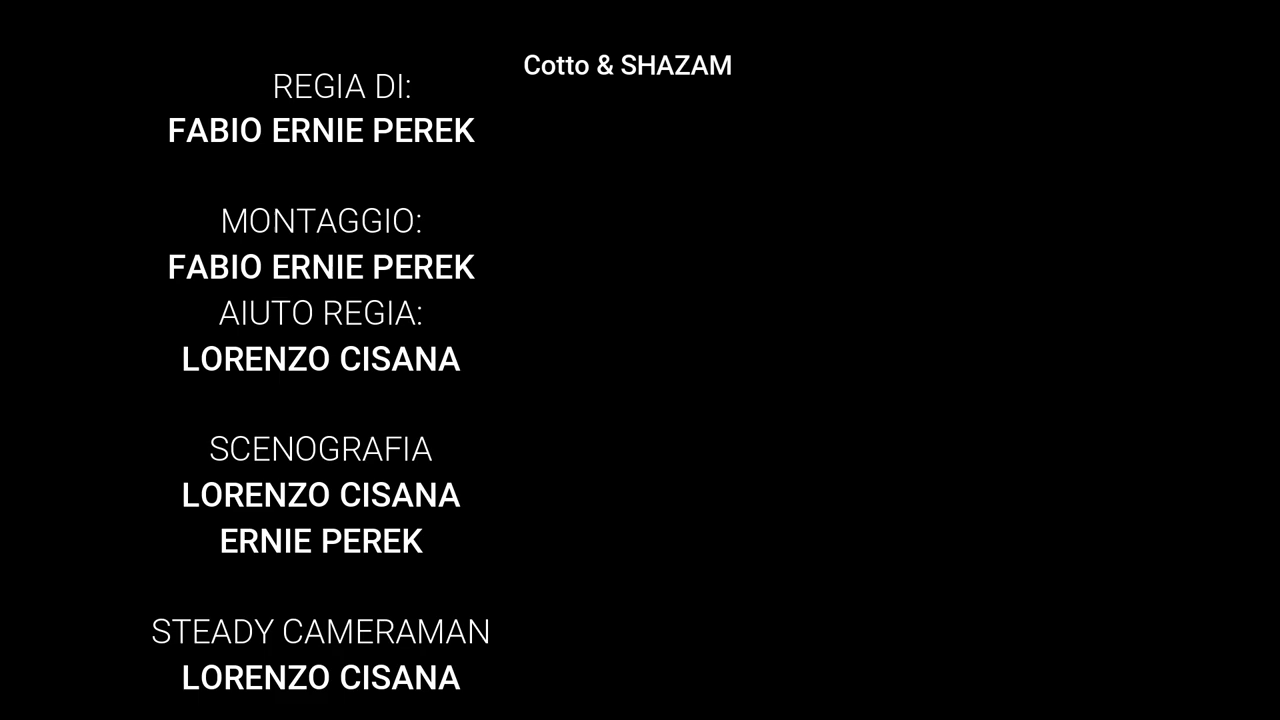 Cotto & SHAZAM
REGIA DI:
FABIO ERNIE PEREK
MONTAGGIO:
FABIO ERNIE PEREK
AIUTO REGIA:
LORENZO CISANA
SCENOGRAFIA
LORENZO CISANA
ERNIE PEREK
STEADY CAMERAMAN
LORENZO CISANA